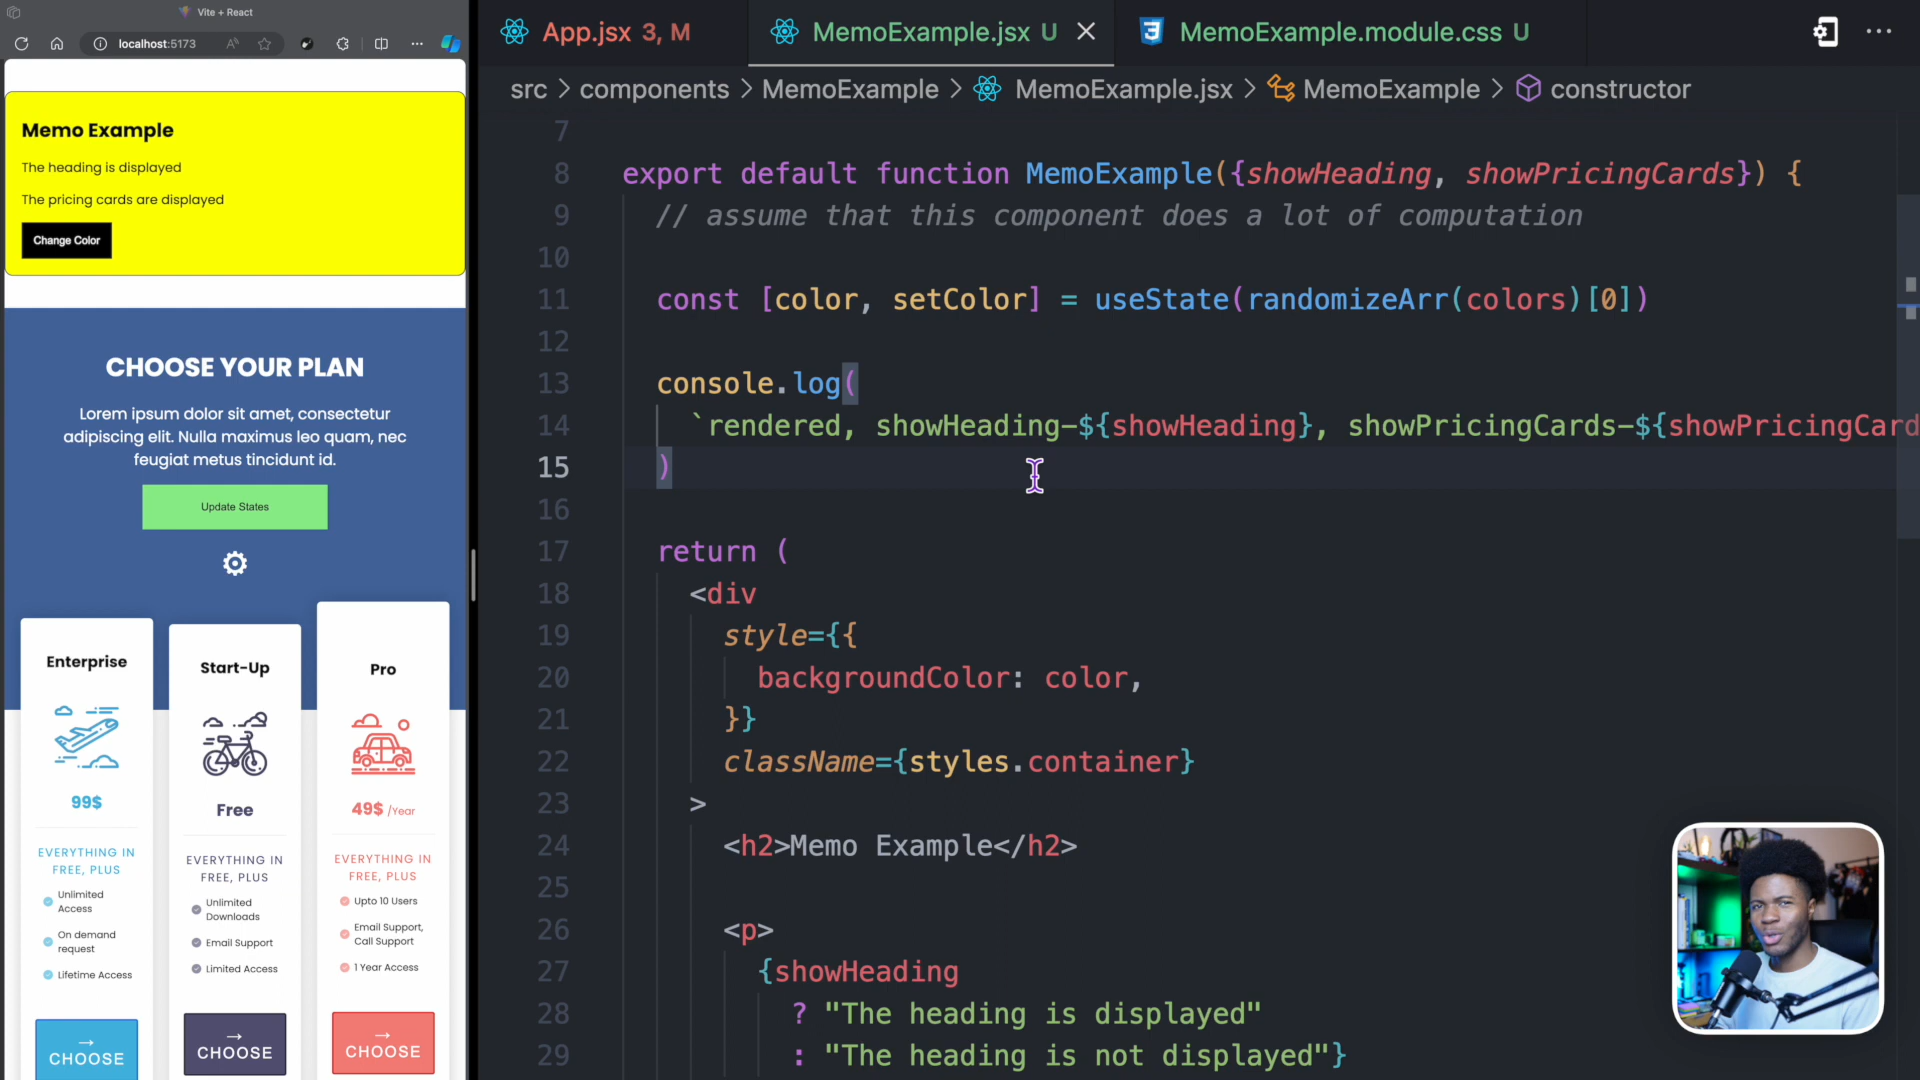 Vite + React
localhost:5173
Memo Example
The heading is displayed
The pricing cards are displayed
Change Color
CHOOSE YOUR PLAN
Lorem ipsum dolor sit amet, consectetur
adipiscing elit. Nulla maximus leo quam, nec
feugiat metus tincidunt id.
Update States
Enterprise
99$
EVERYTHING IN
FREE, PLUS
Unlimited
Access
On demand
request
Lifetime Access
→
CHOOSE
Start-Up
Free
EVERYTHING IN
FREE, PLUS
Unlimited
Downloads
Email Support
Limited Access
→
CHOOSE
Pro
49$ /Year
EVERYTHING IN
FREE, PLUS
Upto 10 Users
Email Support,
Call Support
1 Year Access
→
CHOOSE
App.jsx 3, M
MemoExample.jsx U
MemoExample.module.css U
src > components > MemoExample > MemoExample.jsx > MemoExample > constructor
7
8 export default function MemoExample({showHeading, showPricingCards}) {
9 // assume that this component does a lot of computation
10
11 const [color, setColor] = useState(randomizeArr(colors)[0])
12
13 console.log(
14 `rendered, showHeading-${showHeading}, showPricingCards-${showPricingCard
15 )
16
17 return (
18 <div
19 style={{
20 backgroundColor: color,
21 }}
22 className={styles.container}
23 >
24 <h2>Memo Example</h2>
25
26 <p>
27 {showHeading
28 ? "The heading is displayed"
29 : "The heading is not displayed"}